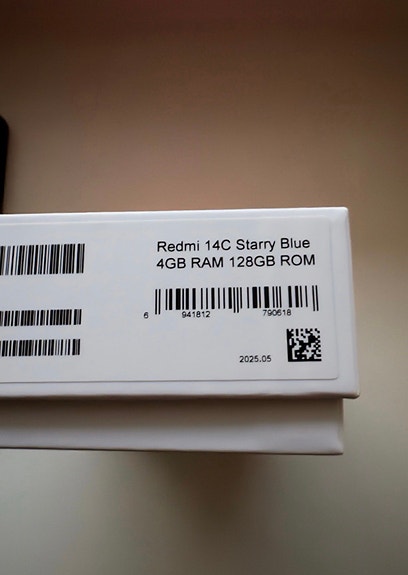 Redmi 14C Starry Blue
4GB RAM 128GB ROM
6 941812 790618
2025.05